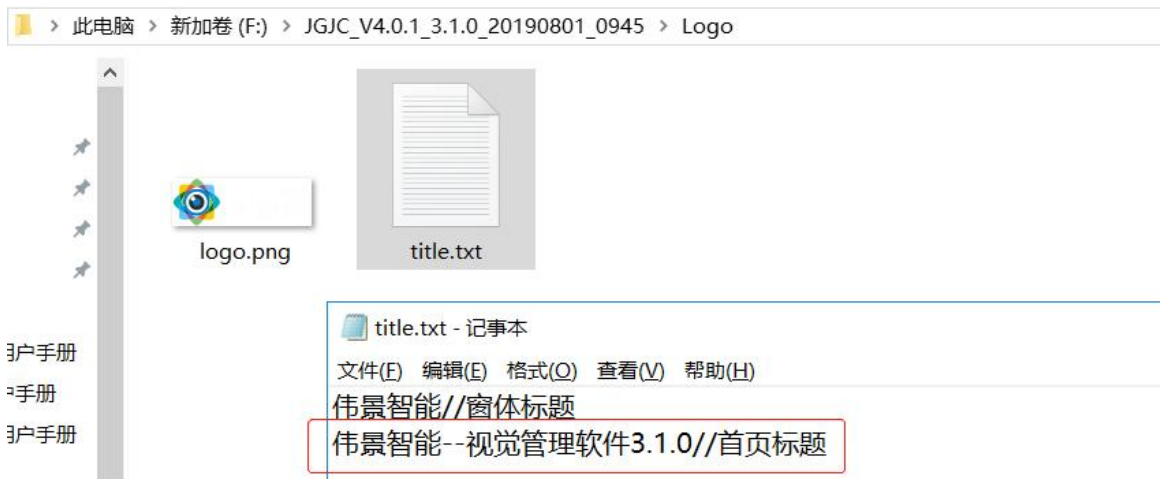 此电脑 > 新加卷 (F:) > JGJC_V4.0.1_3.1.0_20190801_0945 > Logo
logo.png
title.txt
title.txt - 记事本
文件(F) 编辑(E) 格式(O) 查看(V) 帮助(H)
伟景智能//窗体标题
伟景智能--视觉管理软件3.1.0//首页标题
用户手册
户手册
用户手册